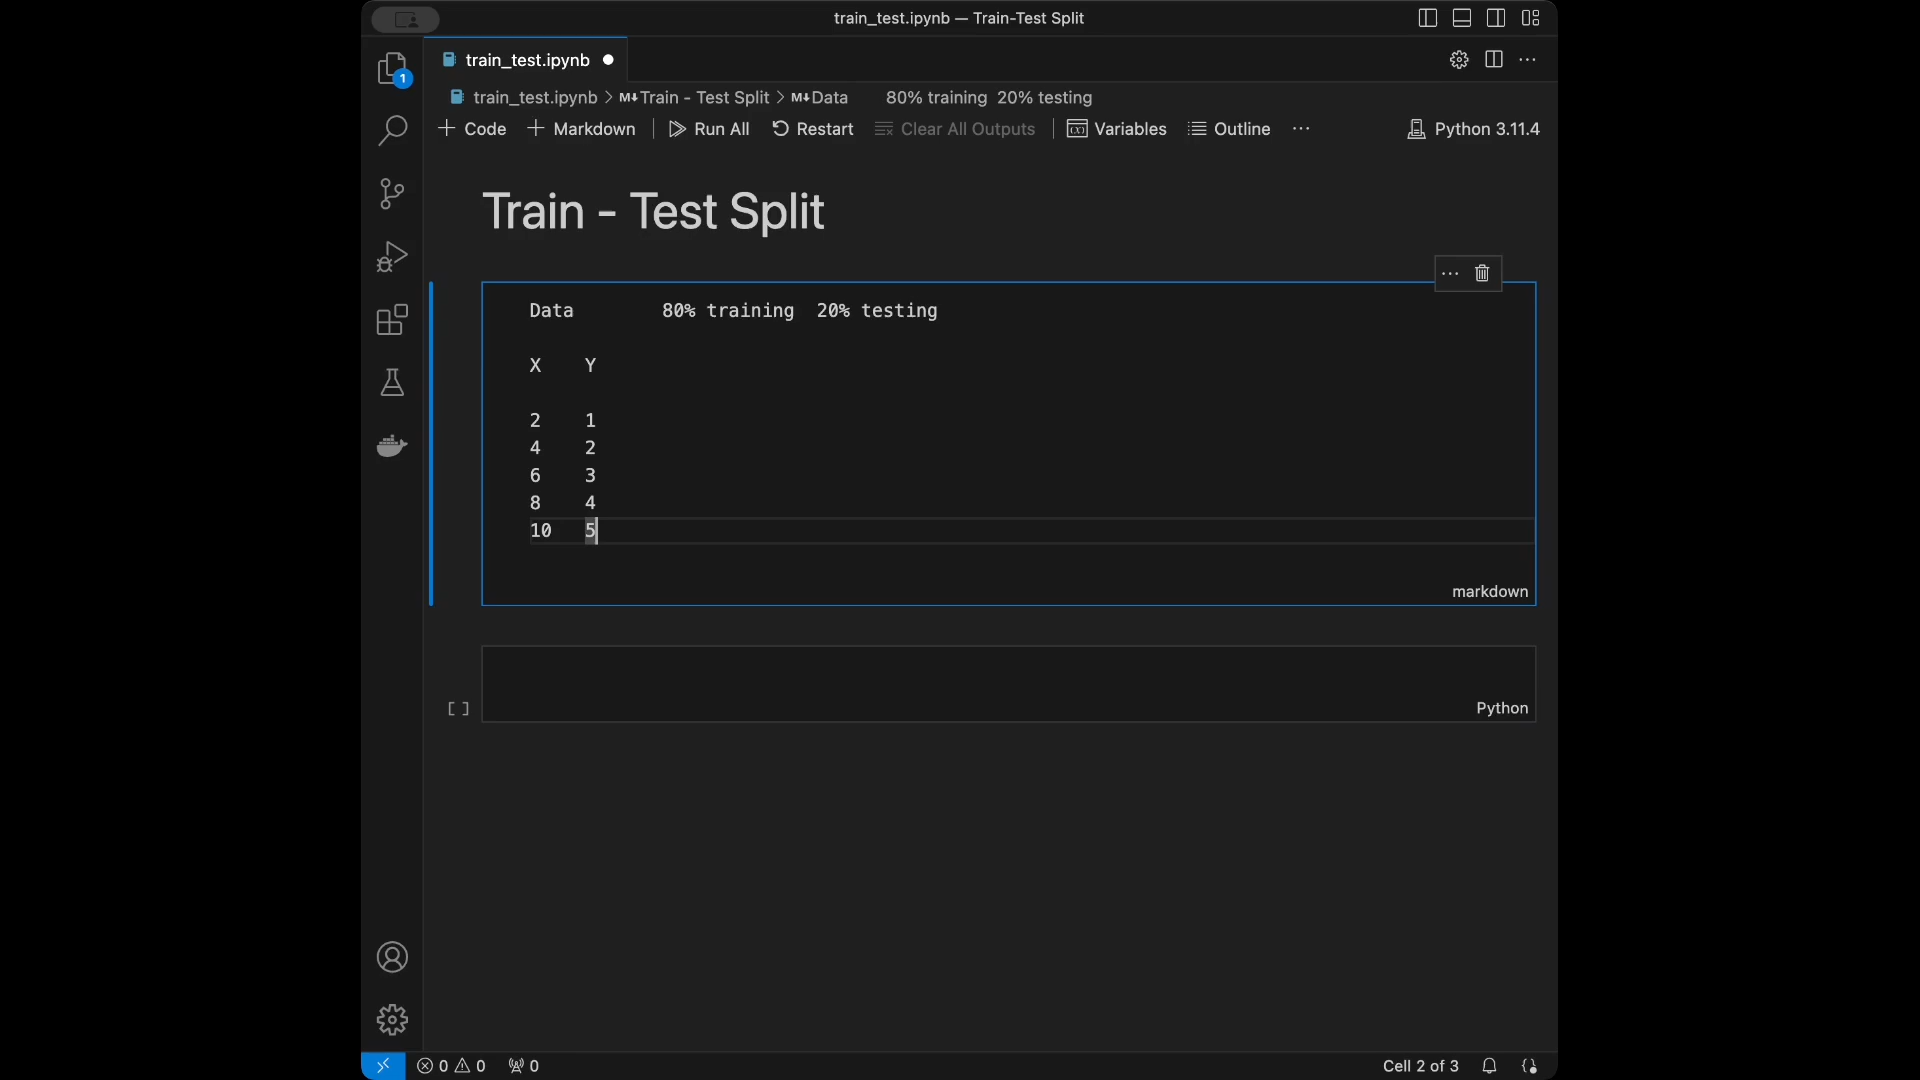 train_test.ipynb — Train-Test Split
train_test.ipynb
1
train_test.ipynb > M↓Train - Test Split > M↓Data 80% training 20% testing
+ Code + Markdown | Run All Restart Clear All Outputs | Variables Outline ··· Python 3.11.4
Train - Test Split
Data 80% training 20% testing
X Y
2 1
4 2
6 3
8 4
10 5
markdown
[ ]
Python
0 0 0 Cell 2 of 3